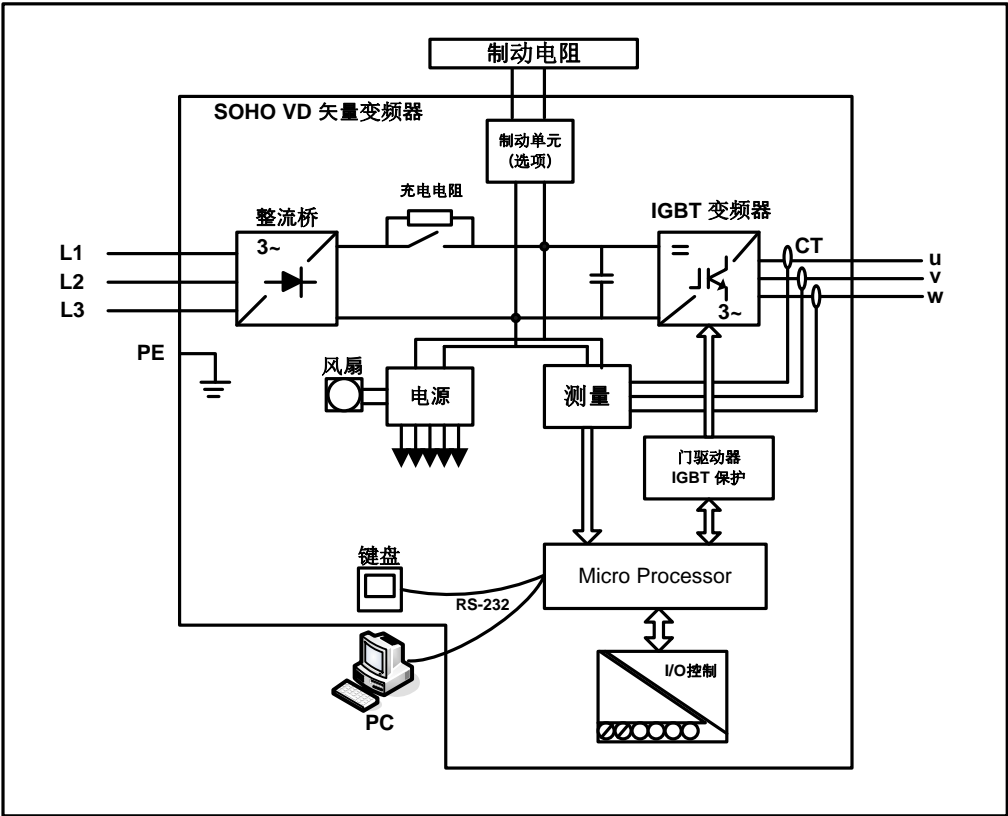 制动电阻
SOHO VD 矢量变频器
制动单元
(选项)
充电电阻
整流桥
IGBT 变频器
3~
=
CT
L1
L2
L3
u
v
w
3~
PE
风扇
电源
测量
门驱动器
IGBT 保护
键盘
Micro Processor
RS-232
I/O控制
PC